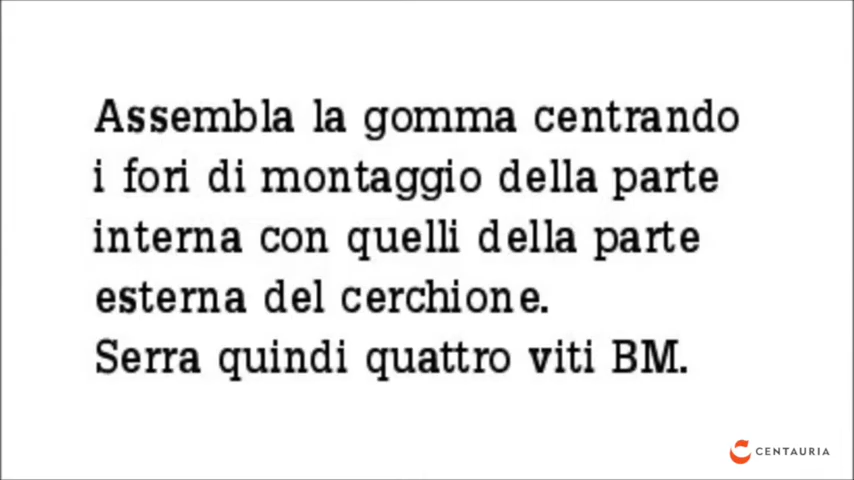 Assembla la gomma centrando
i fori di montaggio della parte
interna con quelli della parte
esterna del cerchione.
Serra quindi quattro viti BM.
CENTAURIA